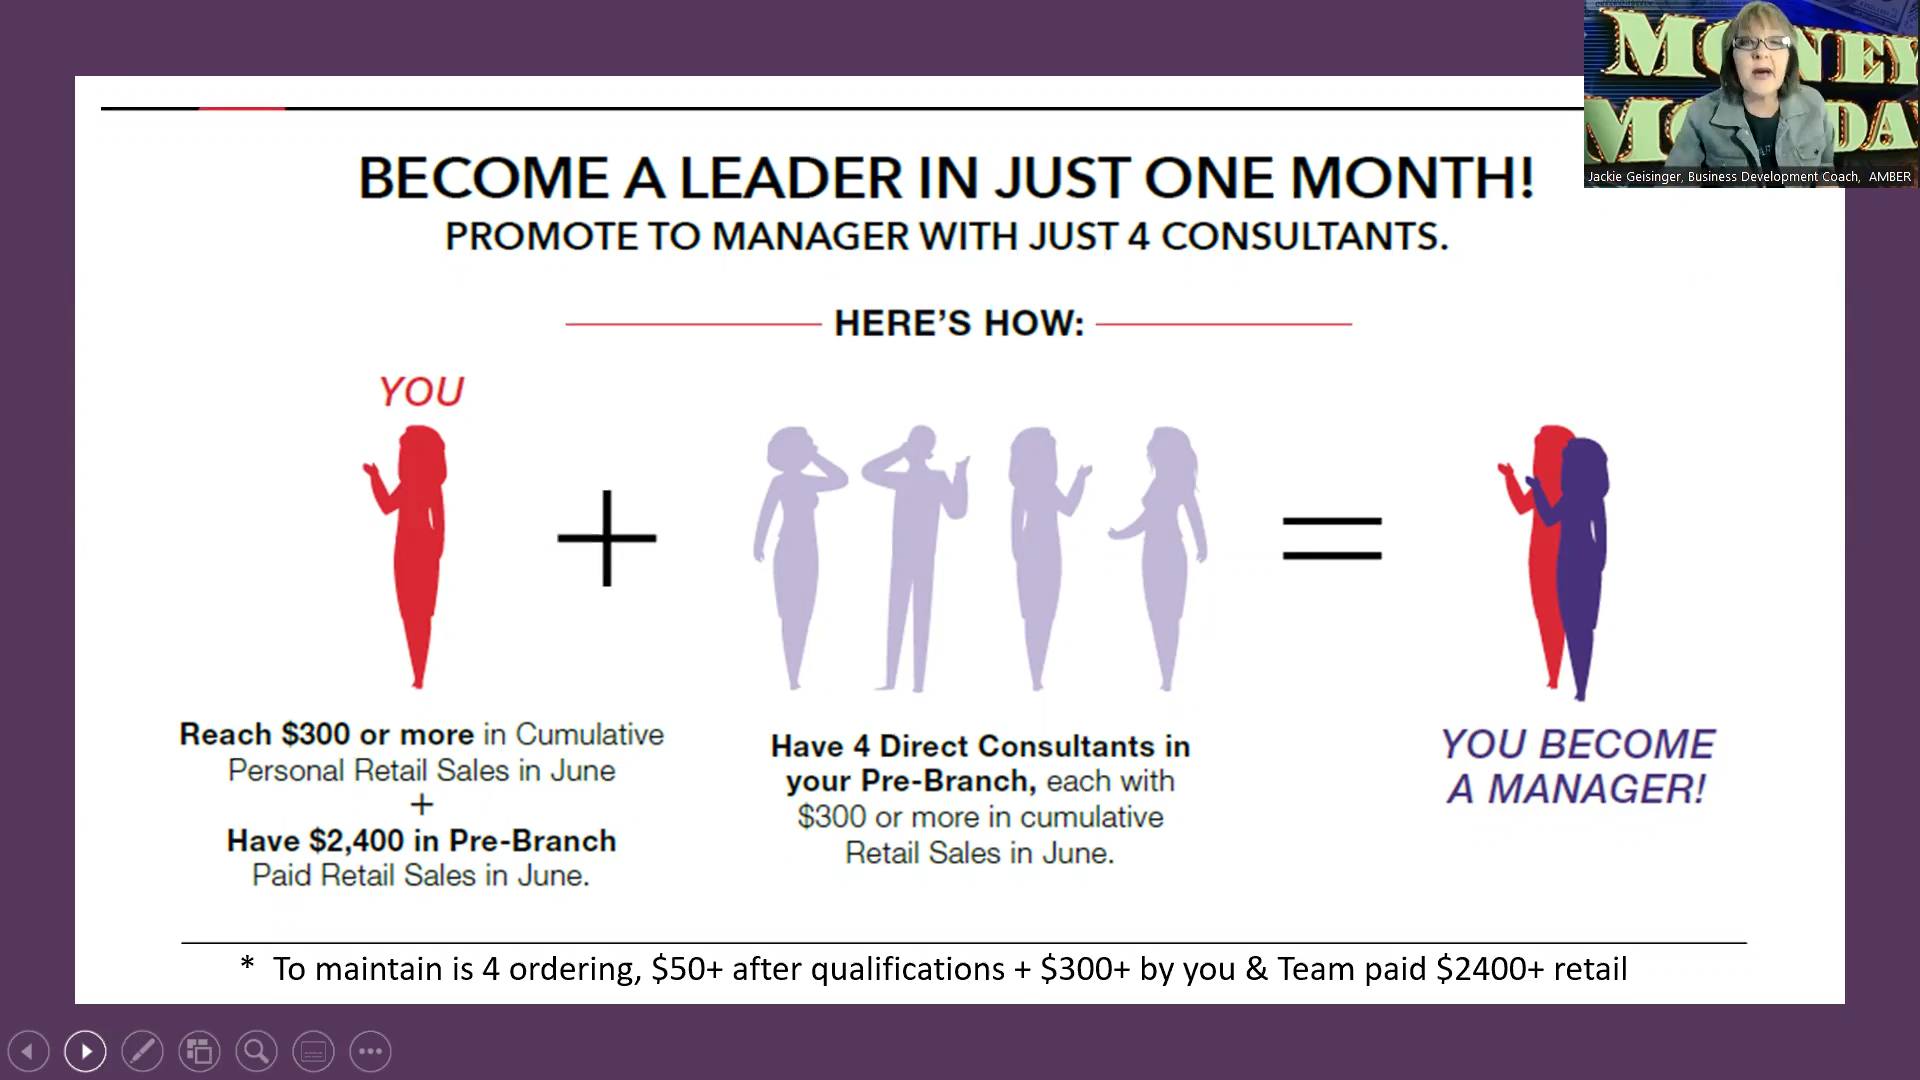 MONEY
MONDA
Jackie Geisinger, Business Development Coach, AMBER
BECOME A LEADER IN JUST ONE MONTH!
PROMOTE TO MANAGER WITH JUST 4 CONSULTANTS.
HERE'S HOW:
YOU
Reach $300 or more in Cumulative
Personal Retail Sales in June
+
Have $2,400 in Pre-Branch
Paid Retail Sales in June.
+
Have 4 Direct Consultants in
your Pre-Branch, each with
$300 or more in cumulative
Retail Sales in June.
=
YOU BECOME
A MANAGER!
* To maintain is 4 ordering, $50+ after qualifications + $300+ by you & Team paid $2400+ retail